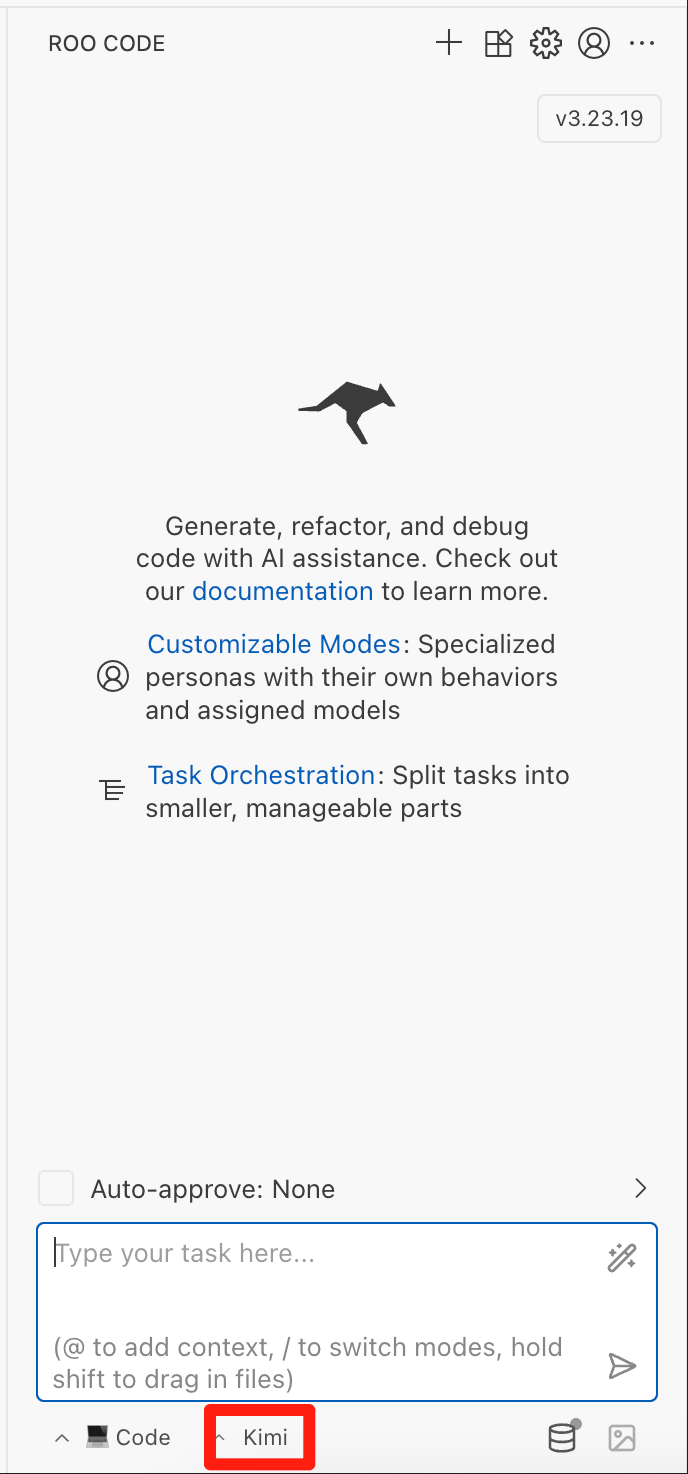 ROO CODE
v3.23.19
Generate, refactor, and debug
code with AI assistance. Check out
our documentation to learn more.
Customizable Modes: Specialized
personas with their own behaviors
and assigned models
Task Orchestration: Split tasks into
smaller, manageable parts
Auto-approve: None
Type your task here...
(@ to add context, / to switch modes, hold
shift to drag in files)
Code
Kimi